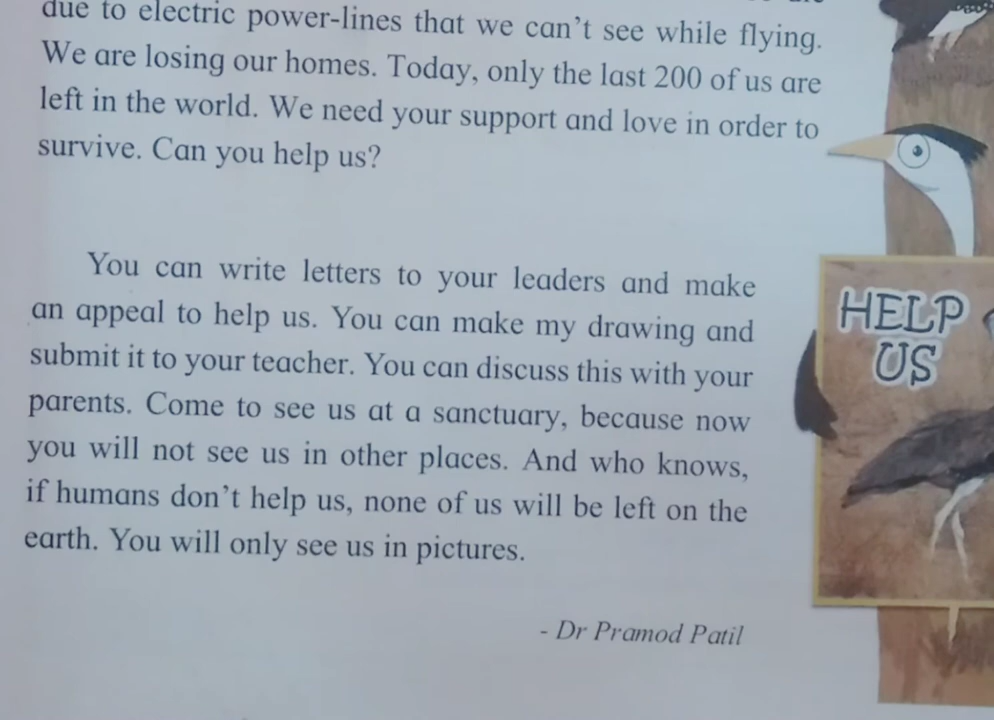 due to electric power-lines that we can't see while flying.
We are losing our homes. Today, only the last 200 of us are
left in the world. We need your support and love in order to
survive. Can you help us?
You can write letters to your leaders and make
an appeal to help us. You can make my drawing and
submit it to your teacher. You can discuss this with your
parents. Come to see us at a sanctuary, because now
you will not see us in other places. And who knows,
if humans don't help us, none of us will be left on the
earth. You will only see us in pictures.
- Dr Pramod Patil
HELP
US